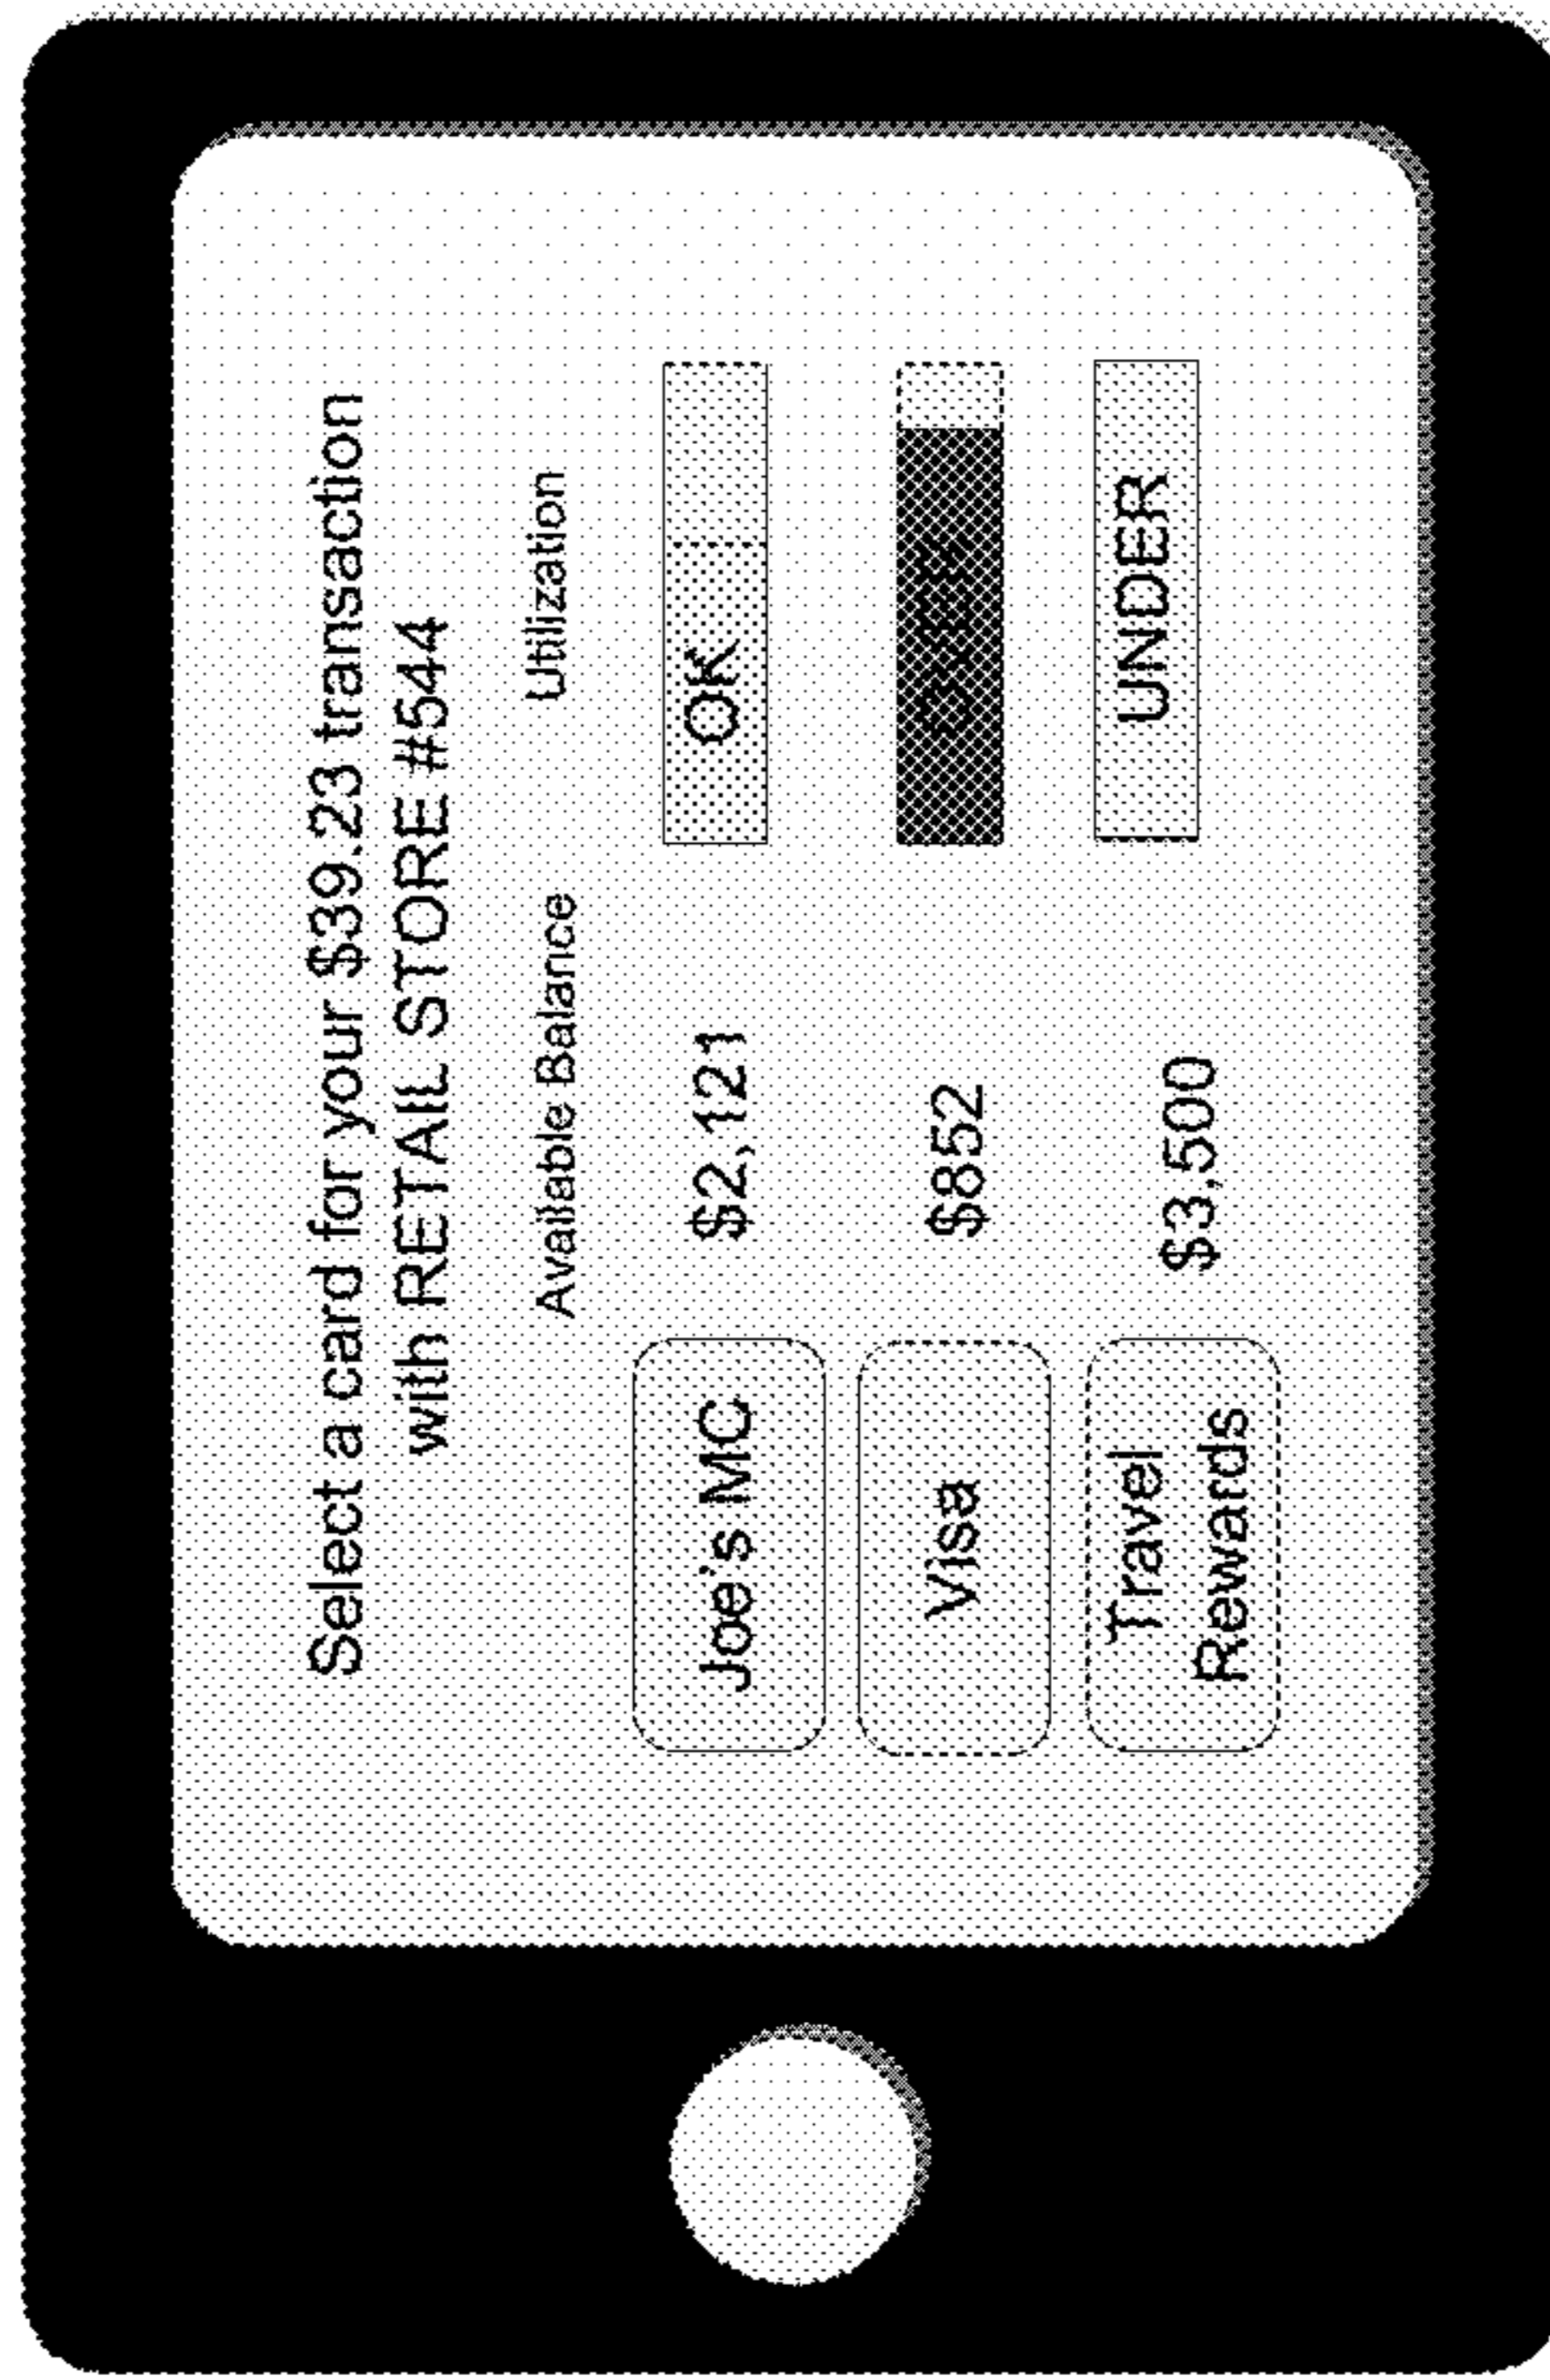 Select a card for your $39.23 transaction
with RETAIL STORE #544
Available Balance Utilization
Joe's MC $2,121 OK
Visa $852
Travel
Rewards $3,500 UNDER